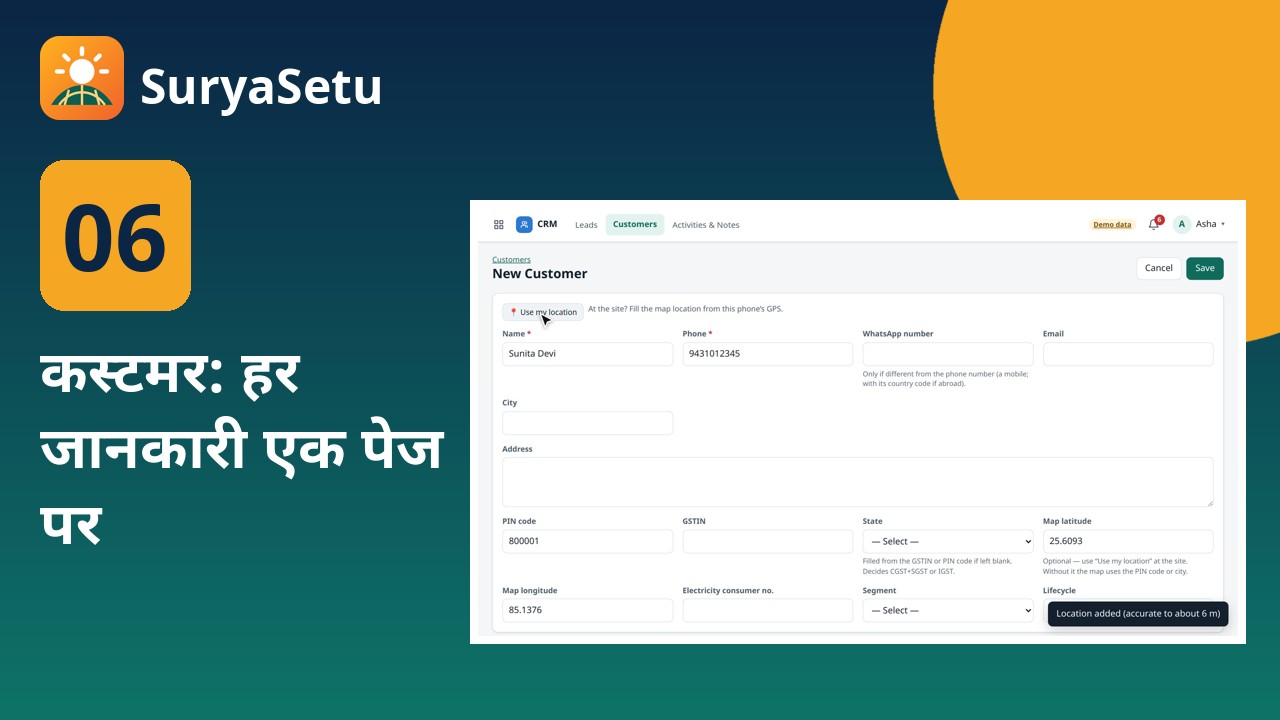 SuryaSetu
06
कस्टमर: हर
जानकारी एक पेज
पर
CRM Leads Customers Activities & Notes Demo data 6 A Asha
Customers
New Customer
Cancel Save
📍 Use my location At the site? Fill the map location from this phone's GPS.
Name * Phone * WhatsApp number Email
Sunita Devi 9431012345
Only if different from the phone number (a mobile;
with its country code if abroad).
City
Address
PIN code GSTIN State Map latitude
800001 — Select — 25.6093
Filled from the GSTIN or PIN code if left blank. Optional — use "Use my location" at the site.
Decides CGST+SGST or IGST. Without it the map uses the PIN code or city.
Map longitude Electricity consumer no. Segment Lifecycle
85.1376 — Select —
Location added (accurate to about 6 m)